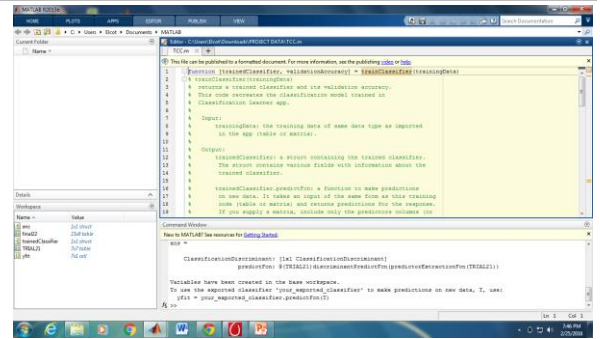 MATLAB R2015a
HOME PLOTS APPS EDITOR PUBLISH VIEW
Search Documentation
C: Users Elcot Documents MATLAB
Current Folder
Name
Editor - C:\Users\Elcot\Downloads\PROJECT DATA\TCC.m
TCC.m
This file can be published to a formatted document. For more information, see the publishing video or help.
1 function [trainedClassifier, validationAccuracy] = trainClassifier(trainingData)
2 % trainClassifier(trainingData)
3 % returns a trained classifier and its validation accuracy.
4 % This code recreates the classification model trained in
5 % Classification Learner app.
6 %
7 % Input:
8 % trainingData: the training data of same data type as imported
9 % in the app (table or matrix).
10 %
11 % Output:
12 % trainedClassifier: a struct containing the trained classifier.
13 % The struct contains various fields with information about the
14 % trained classifier.
15 %
16 % trainedClassifier.predictFcn: a function to make predictions
17 % on new data. It takes an input of the same form as this training
18 % code (table or matrix) and returns predictions for the response.
19 % If you supply a matrix, include only the predictors columns (or
Details
Workspace
Name Value
ans 1x1 struct
final22
trainedClassifier 1x1 struct
TRIAL21 7x7 table
yfit 7x1 cell
Command Window
New to MATLAB? See resources for Getting Started.
ans =
ClassificationDiscriminant: [1x1 ClassificationDiscriminant]
predictFcn: @(TRIAL21)discriminantPredictFcn(predictorExtractionFcn(TRIAL21))
Variables have been created in the base workspace.
To use the exported classifier 'your_exported_classifier' to make predictions on new data, T, use:
yfit = your_exported_classifier.predictFcn(T)
fx >>
Ln 1 Col 1
7:46 PM
2/25/2018